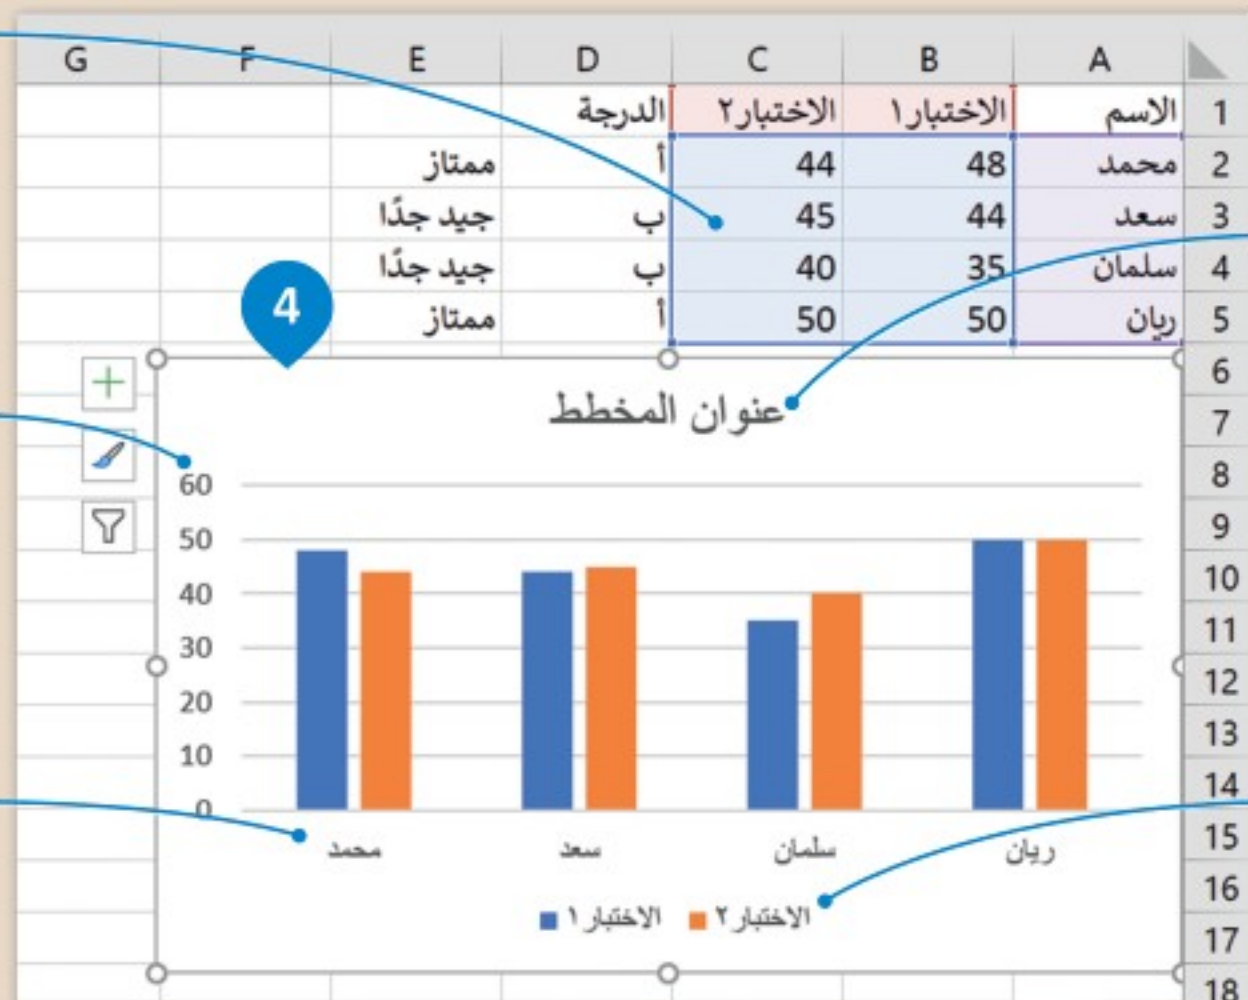 A B C D E F G
1 الاسم الاختبار١ الاختبار٢ الدرجة
2 محمد 48 44 أ ممتاز
3 سعد 44 45 ب جيد جدًا
4 سلمان 35 40 ب جيد جدًا
5 ريان 50 50 أ ممتاز
4
6
7
8
9
10
11
12
13
14
15
16
17
18
عنوان المخطط
60
50
40
30
20
10
0
محمد سعد سلمان ريان
الاختبار١ الاختبار٢